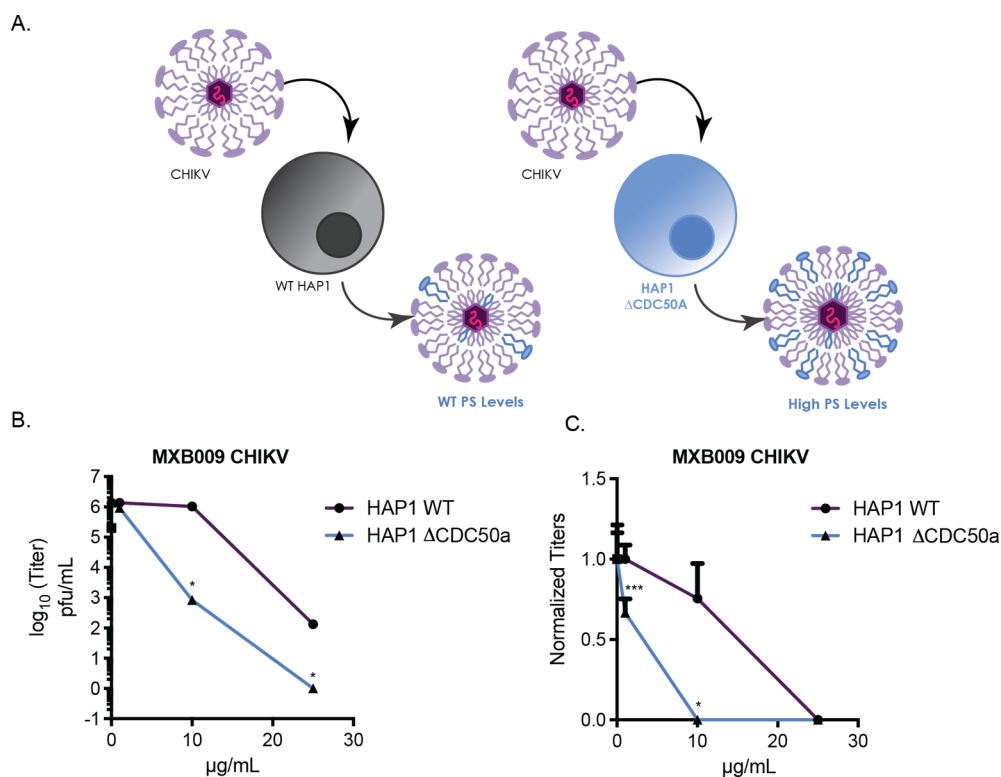 A.
CHIKV
CHIKV
WT HAP1
HAP1
ΔCDC50A
WT PS Levels
High PS Levels
B.
MXB009 CHIKV
HAP1 WT
HAP1 ΔCDC50a
log10 (Titer)
pfu/mL
7
6
5
4
3
2
1
0
-1
*
*
0
10
20
30
µg/mL
C.
MXB009 CHIKV
HAP1 WT
HAP1 ΔCDC50a
Normalized Titers
1.5
1.0
0.5
0.0
***
*
0
10
20
30
µg/mL